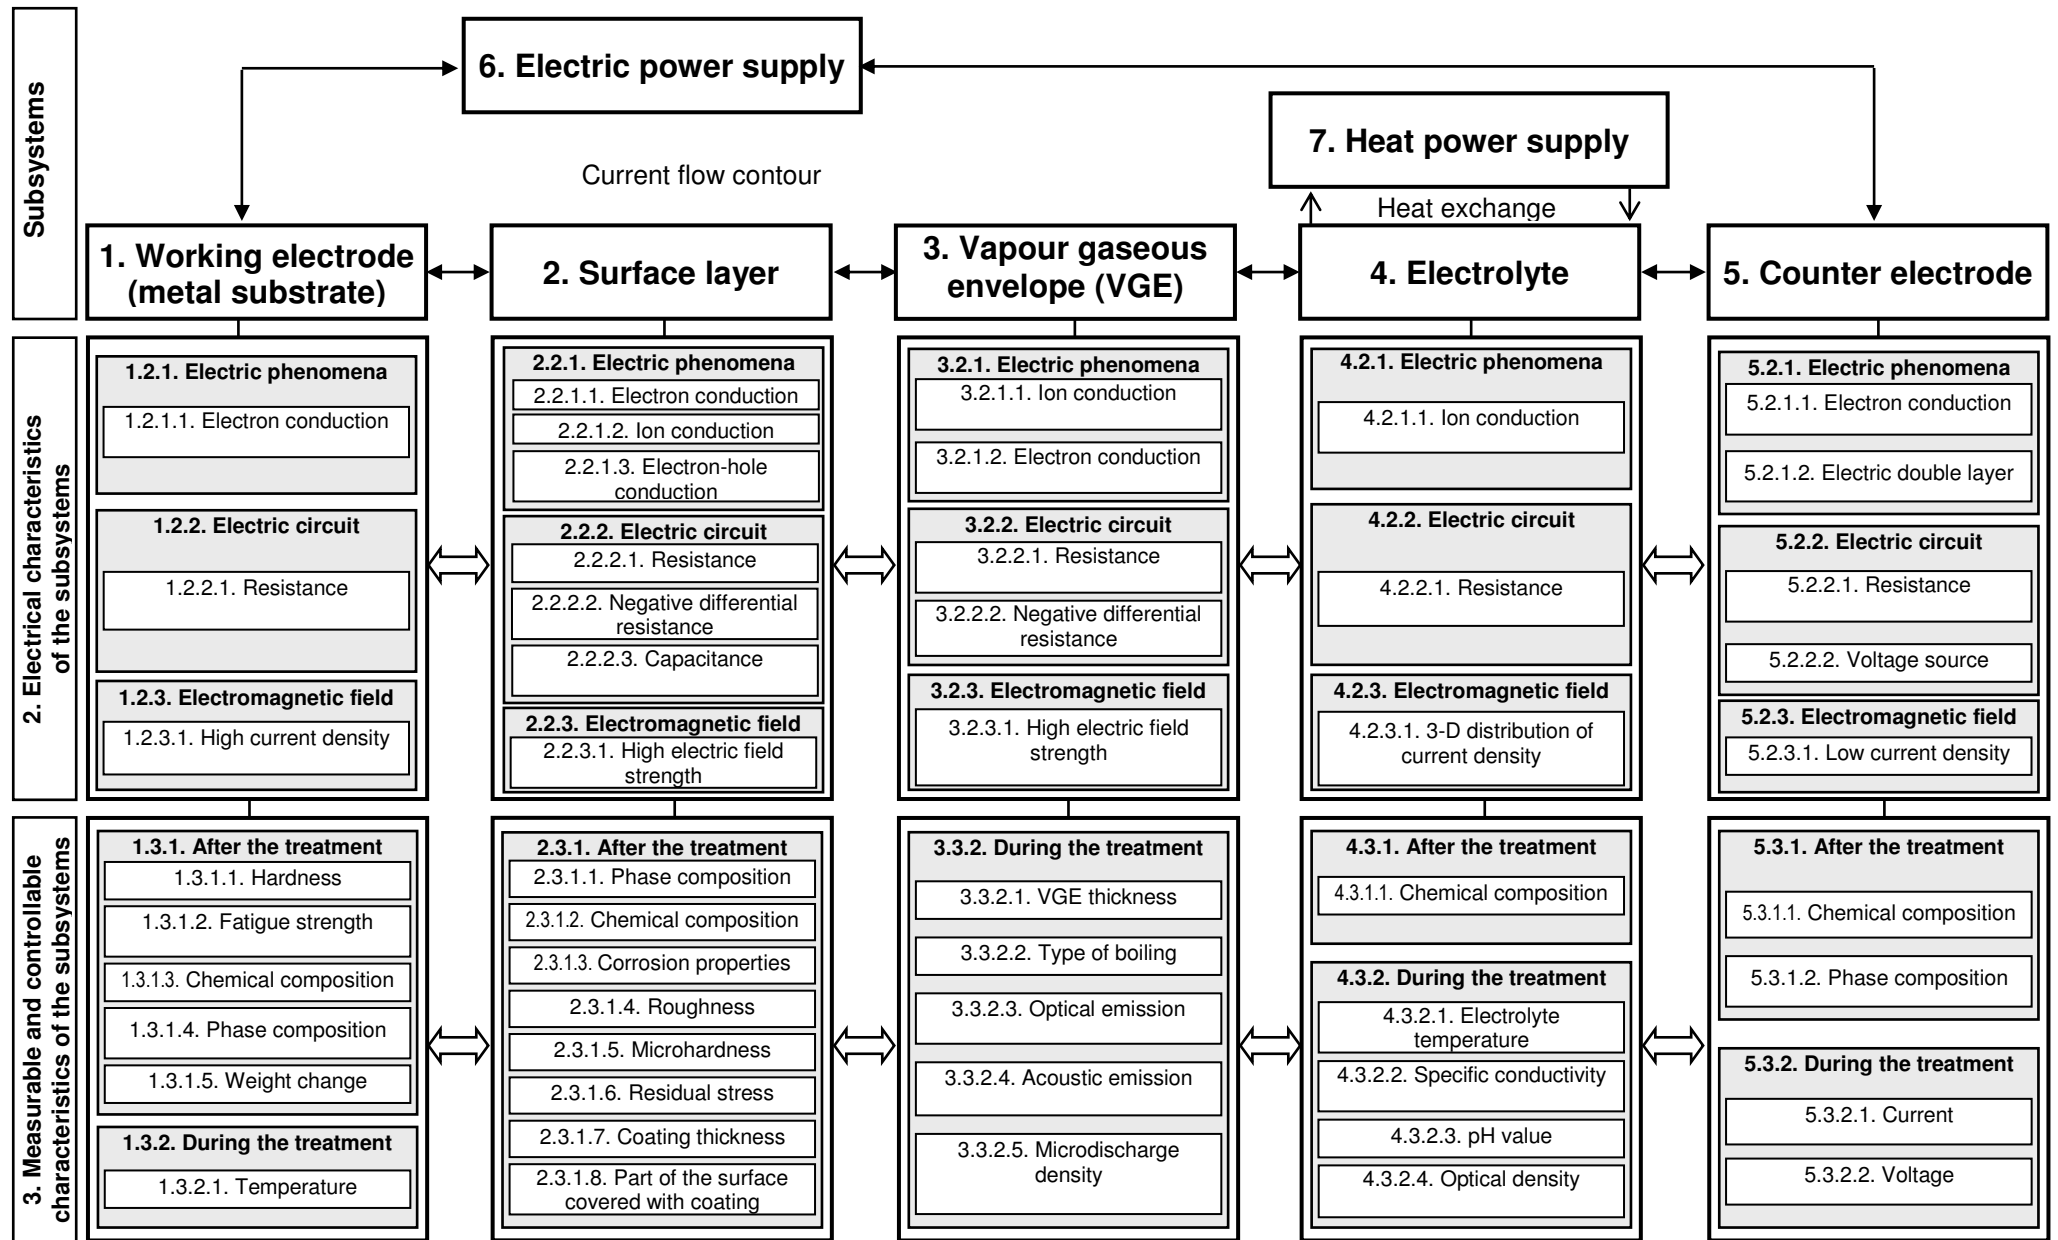 Subsystems
6. Electric power supply
7. Heat power supply
Current flow contour
Heat exchange
1. Working electrode
(metal substrate)
2. Surface layer
3. Vapour gaseous
envelope (VGE)
4. Electrolyte
5. Counter electrode
2. Electrical characteristics
of the subsystems
1.2.1. Electric phenomena
1.2.1.1. Electron conduction
1.2.2. Electric circuit
1.2.2.1. Resistance
1.2.3. Electromagnetic field
1.2.3.1. High current density
2.2.1. Electric phenomena
2.2.1.1. Electron conduction
2.2.1.2. Ion conduction
2.2.1.3. Electron-hole
conduction
2.2.2. Electric circuit
2.2.2.1. Resistance
2.2.2.2. Negative differential
resistance
2.2.2.3. Capacitance
2.2.3. Electromagnetic field
2.2.3.1. High electric field
strength
3.2.1. Electric phenomena
3.2.1.1. Ion conduction
3.2.1.2. Electron conduction
3.2.2. Electric circuit
3.2.2.1. Resistance
3.2.2.2. Negative differential
resistance
3.2.3. Electromagnetic field
3.2.3.1. High electric field
strength
4.2.1. Electric phenomena
4.2.1.1. Ion conduction
4.2.2. Electric circuit
4.2.2.1. Resistance
4.2.3. Electromagnetic field
4.2.3.1. 3-D distribution of
current density
5.2.1. Electric phenomena
5.2.1.1. Electron conduction
5.2.1.2. Electric double layer
5.2.2. Electric circuit
5.2.2.1. Resistance
5.2.2.2. Voltage source
5.2.3. Electromagnetic field
5.2.3.1. Low current density
3. Measurable and controllable
characteristics of the subsystems
1.3.1. After the treatment
1.3.1.1. Hardness
1.3.1.2. Fatigue strength
1.3.1.3. Chemical composition
1.3.1.4. Phase composition
1.3.1.5. Weight change
1.3.2. During the treatment
1.3.2.1. Temperature
2.3.1. After the treatment
2.3.1.1. Phase composition
2.3.1.2. Chemical composition
2.3.1.3. Corrosion properties
2.3.1.4. Roughness
2.3.1.5. Microhardness
2.3.1.6. Residual stress
2.3.1.7. Coating thickness
2.3.1.8. Part of the surface
covered with coating
3.3.2. During the treatment
3.3.2.1. VGE thickness
3.3.2.2. Type of boiling
3.3.2.3. Optical emission
3.3.2.4. Acoustic emission
3.3.2.5. Microdischarge
density
4.3.1. After the treatment
4.3.1.1. Chemical composition
4.3.2. During the treatment
4.3.2.1. Electrolyte
temperature
4.3.2.2. Specific conductivity
4.3.2.3. pH value
4.3.2.4. Optical density
5.3.1. After the treatment
5.3.1.1. Chemical composition
5.3.1.2. Phase composition
5.3.2. During the treatment
5.3.2.1. Current
5.3.2.2. Voltage